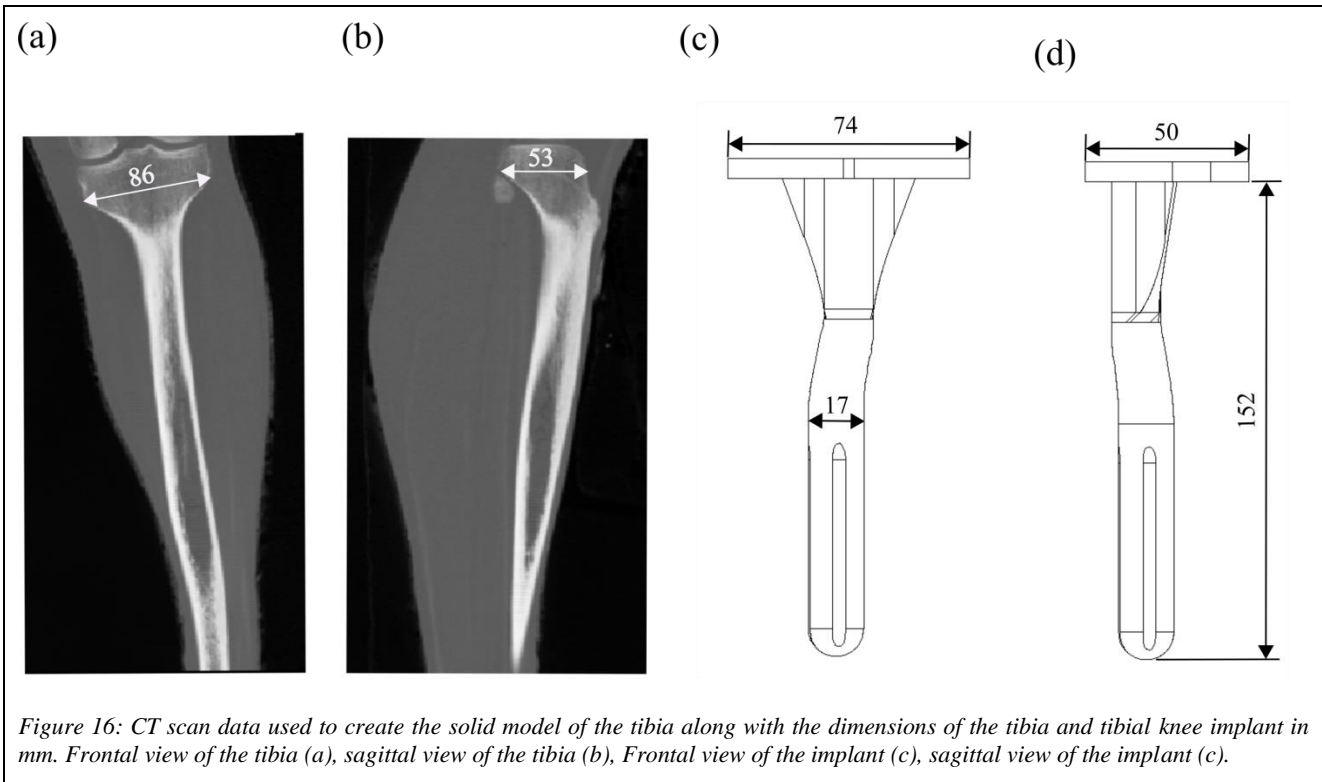 (a)
(b)
(c)
(d)
86
53
74
50
17
152
Figure 16: CT scan data used to create the solid model of the tibia along with the dimensions of the tibia and tibial knee implant in
mm. Frontal view of the tibia (a), sagittal view of the tibia (b), Frontal view of the implant (c), sagittal view of the implant (c).